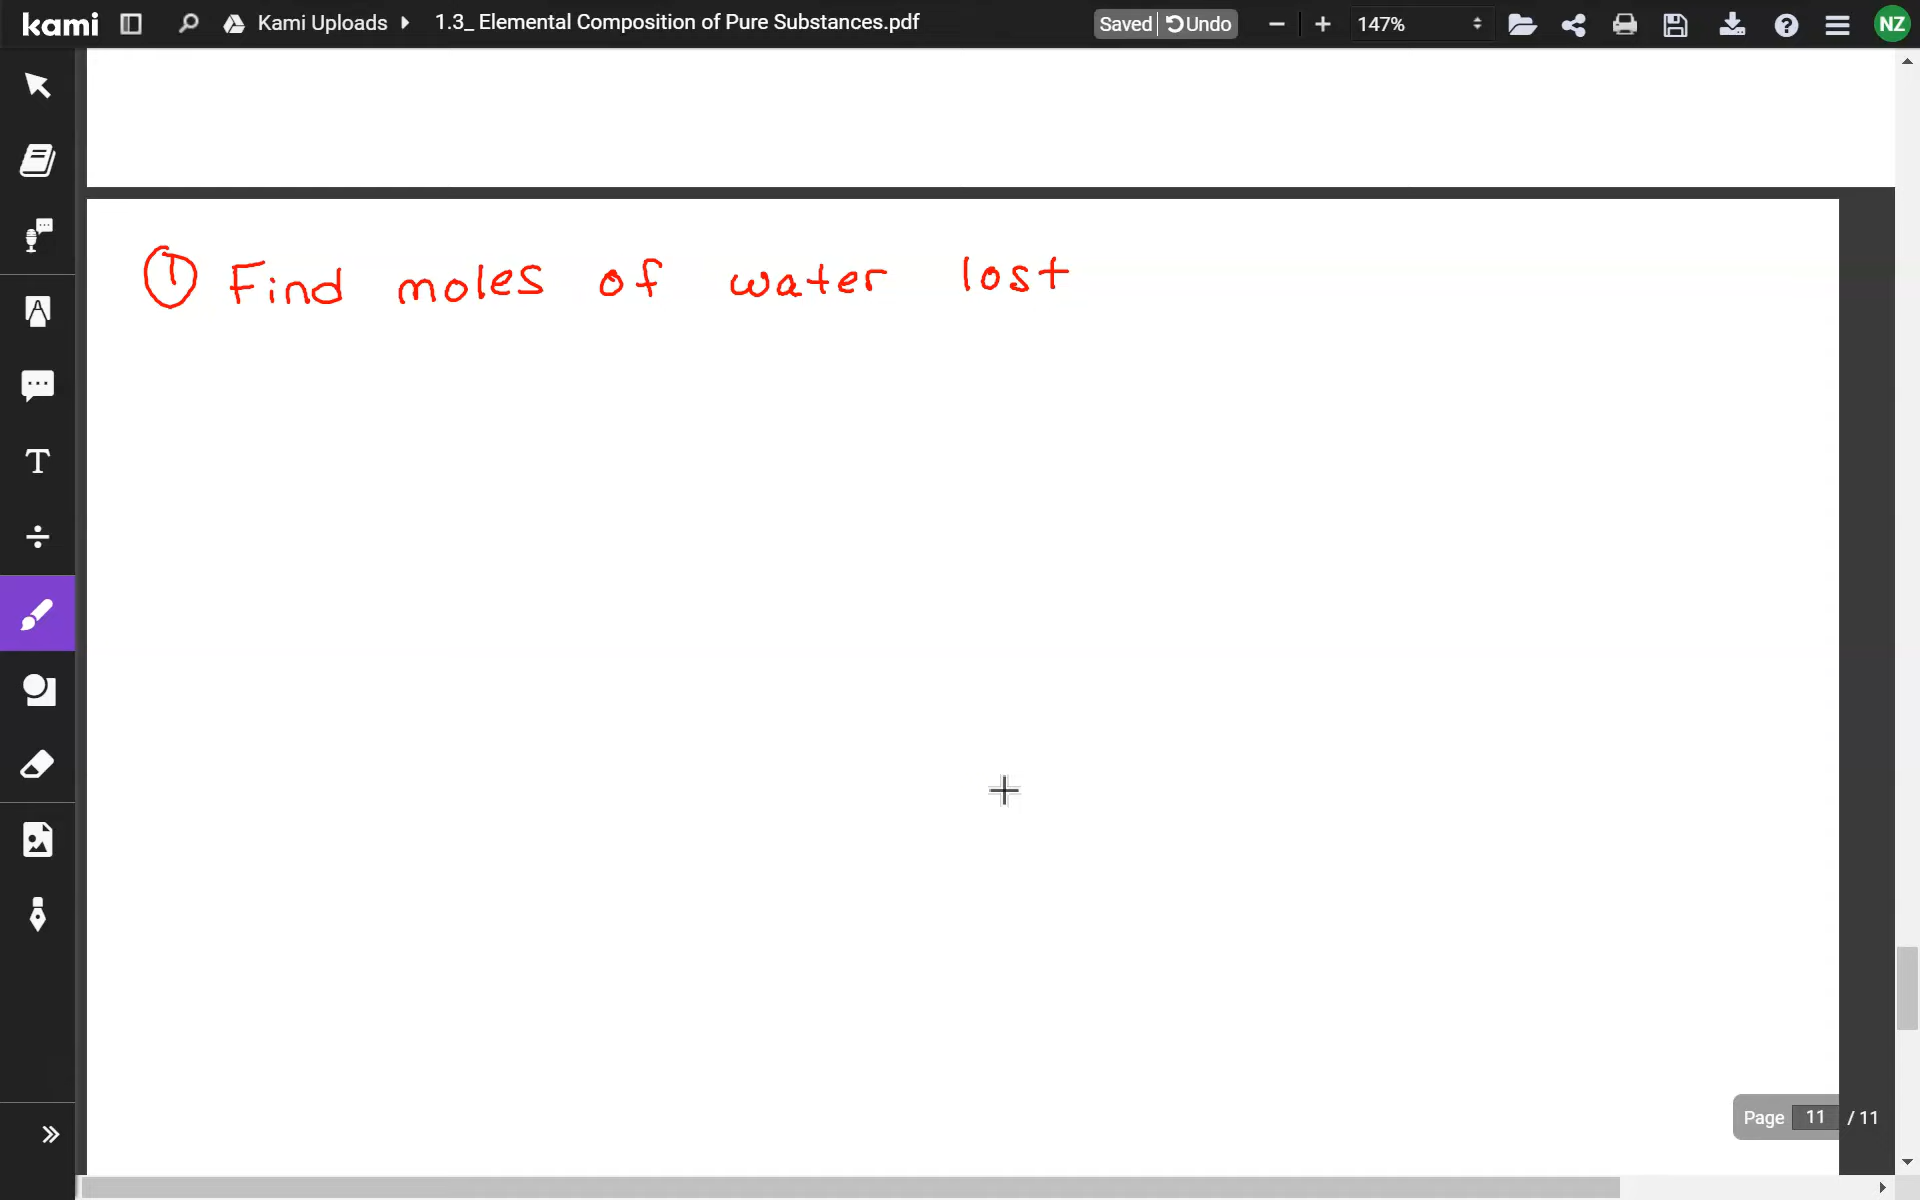 kami Kami Uploads 1.3_ Elemental Composition of Pure Substances.pdf Saved Undo 147% NZ
① Find moles of water lost
Page 11 / 11